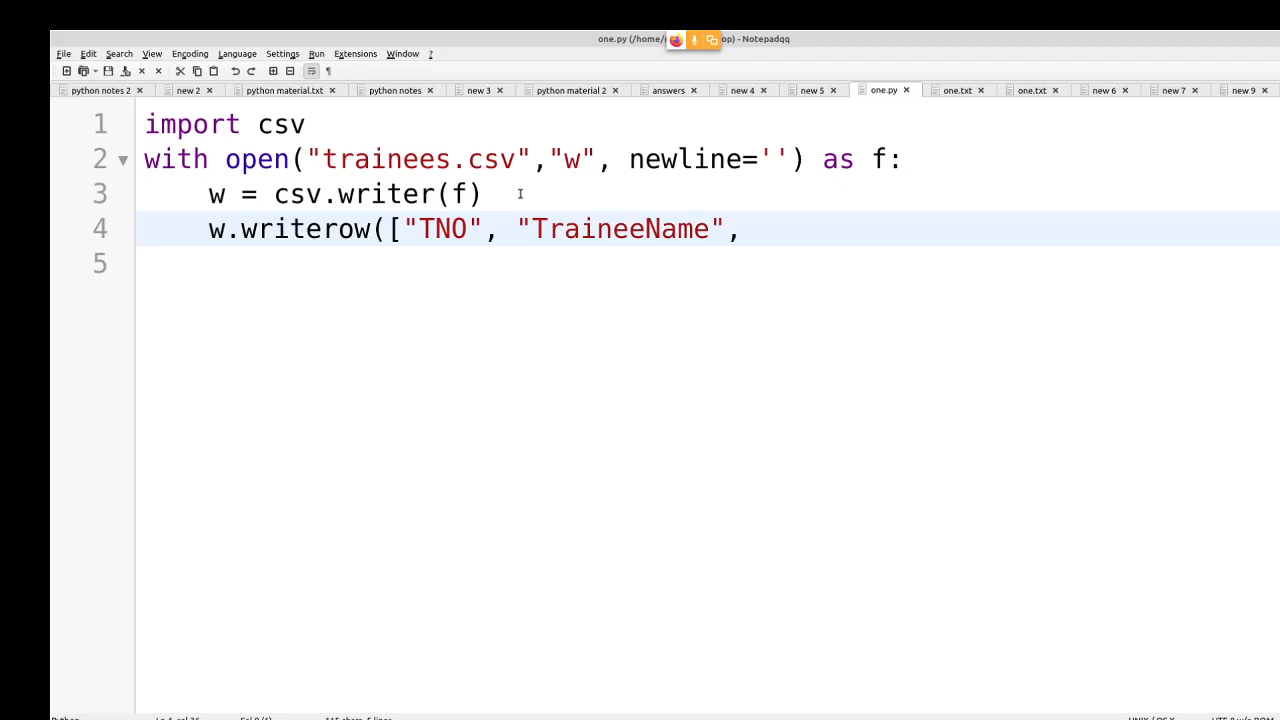 one.py (/home/ op) - Notepadqq
File Edit Search View Encoding Language Settings Run Extensions Window ?
python notes 2 new 2 python material.txt python notes new 3 python material 2 answers new 4 new 5 one.py one.txt one.txt new 6 new 7 new 9
1 import csv
2 with open("trainees.csv","w", newline='') as f:
3 w = csv.writer(f)
4 w.writerow(["TNO", "TraineeName",
5